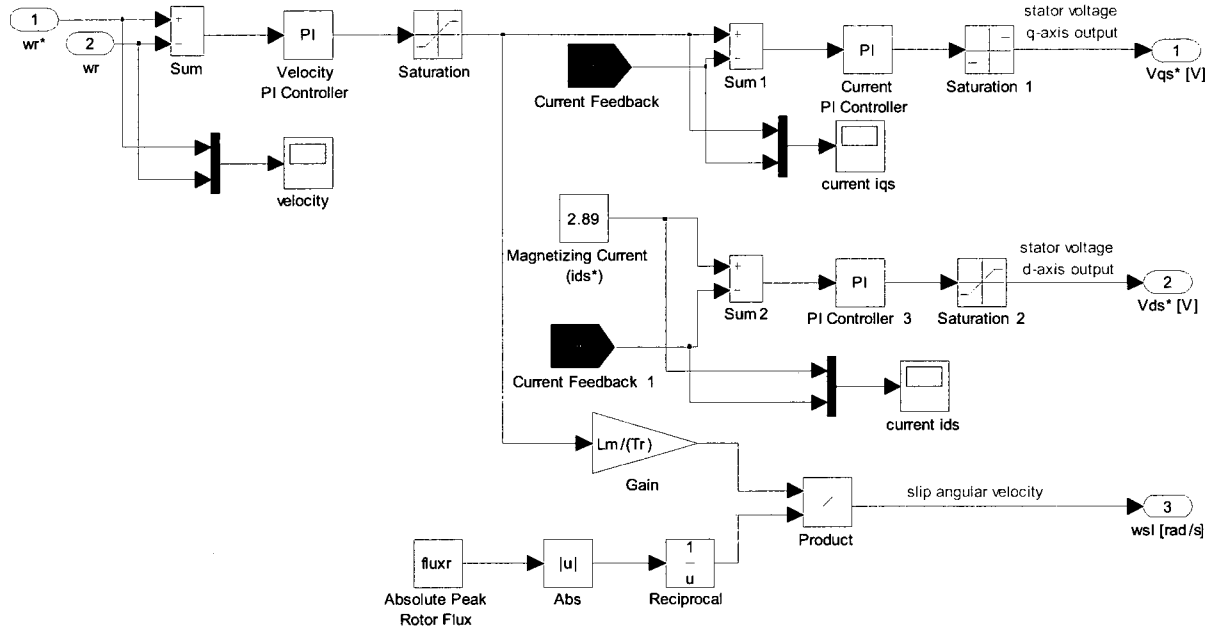 1
wr*
2
wr
+
−
Sum
PI
Velocity
PI Controller
Saturation
velocity
Current Feedback
+
−
Sum 1
PI
Current
PI Controller
Saturation 1
stator voltage
q-axis output
1
Vqs* [V]
current iqs
2.89
Magnetizing Current
(ids*)
+
−
Sum 2
PI
PI Controller 3
Saturation 2
stator voltage
d-axis output
2
Vds* [V]
Current Feedback 1
current ids
Lm/(Tr)
Gain
Product
slip angular velocity
3
wsl [rad/s]
fluxr
Absolute Peak
Rotor Flux
|u|
Abs
1
u
Reciprocal